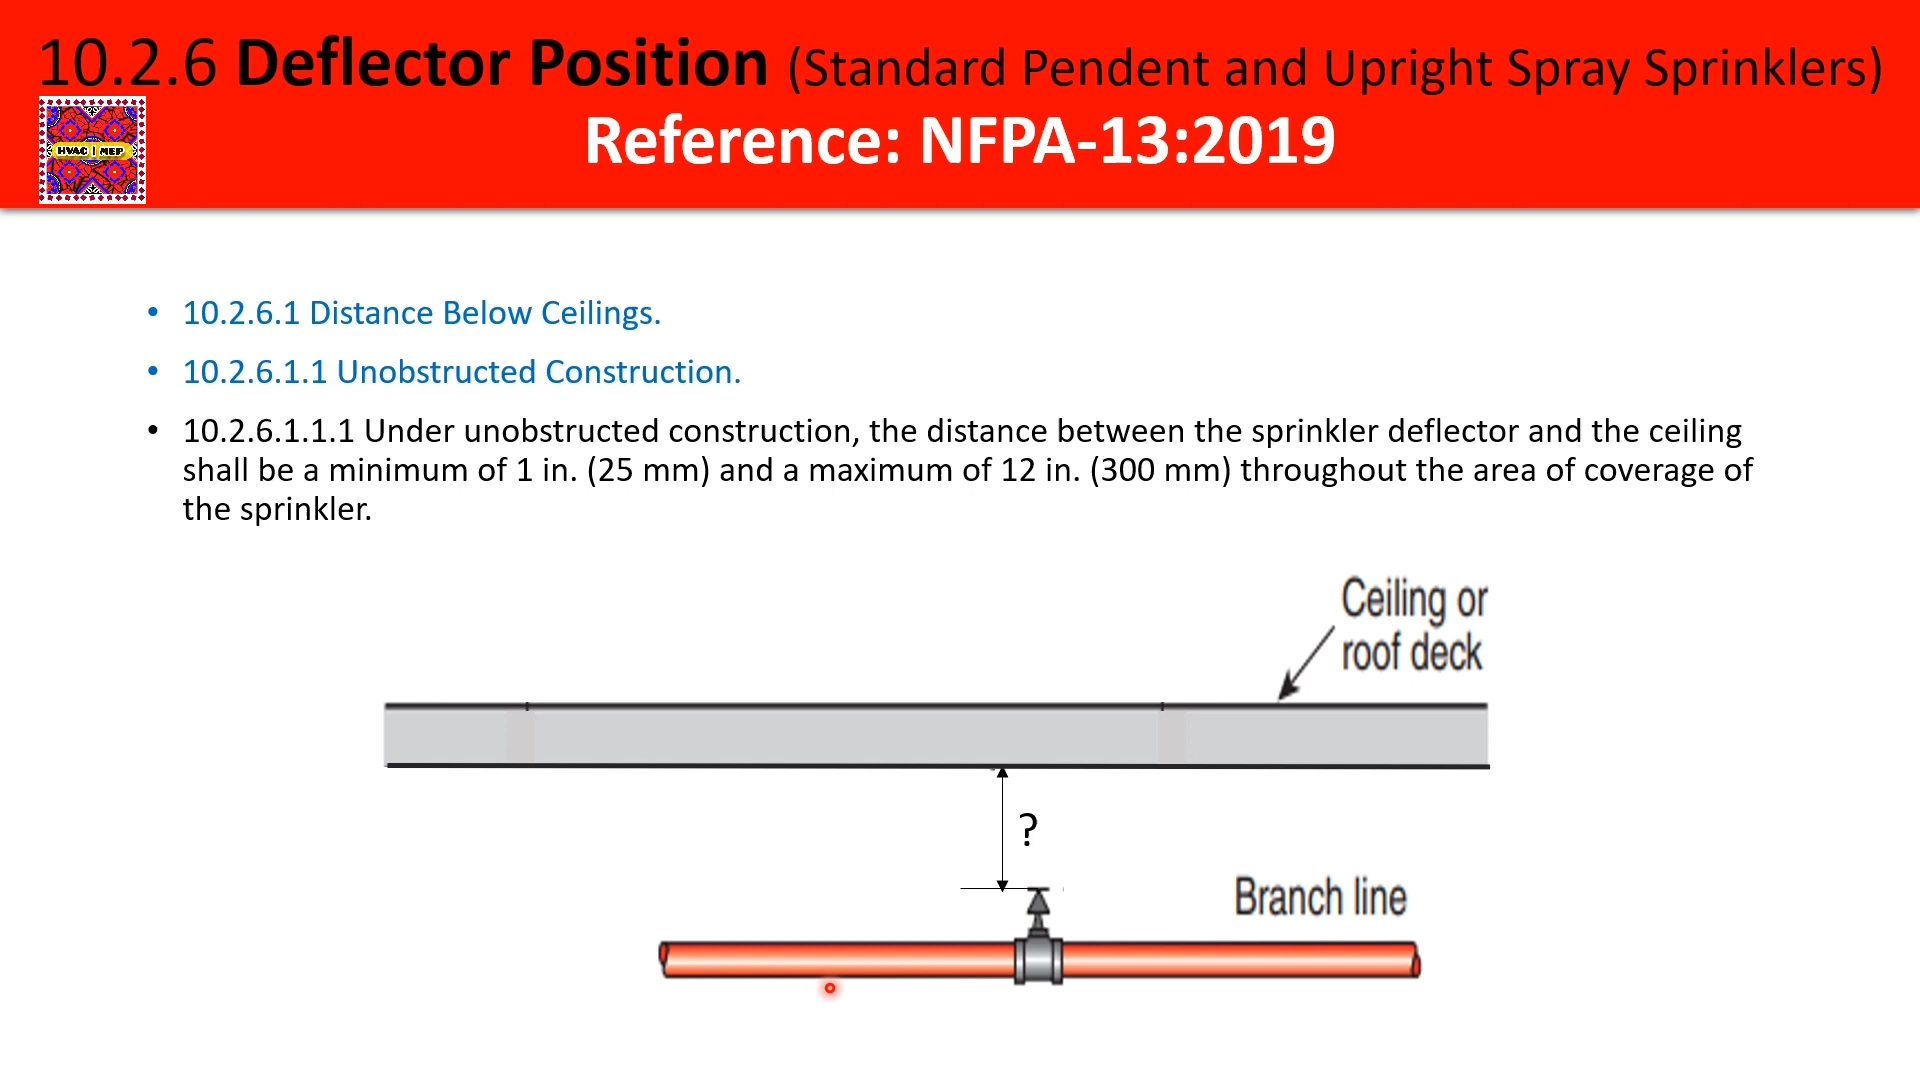 10.2.6 Deflector Position (Standard Pendent and Upright Spray Sprinklers)
Reference: NFPA-13:2019
HVAC | MEP
• 10.2.6.1 Distance Below Ceilings.
• 10.2.6.1.1 Unobstructed Construction.
• 10.2.6.1.1.1 Under unobstructed construction, the distance between the sprinkler deflector and the ceiling
shall be a minimum of 1 in. (25 mm) and a maximum of 12 in. (300 mm) throughout the area of coverage of
the sprinkler.
Ceiling or
roof deck
?
Branch line